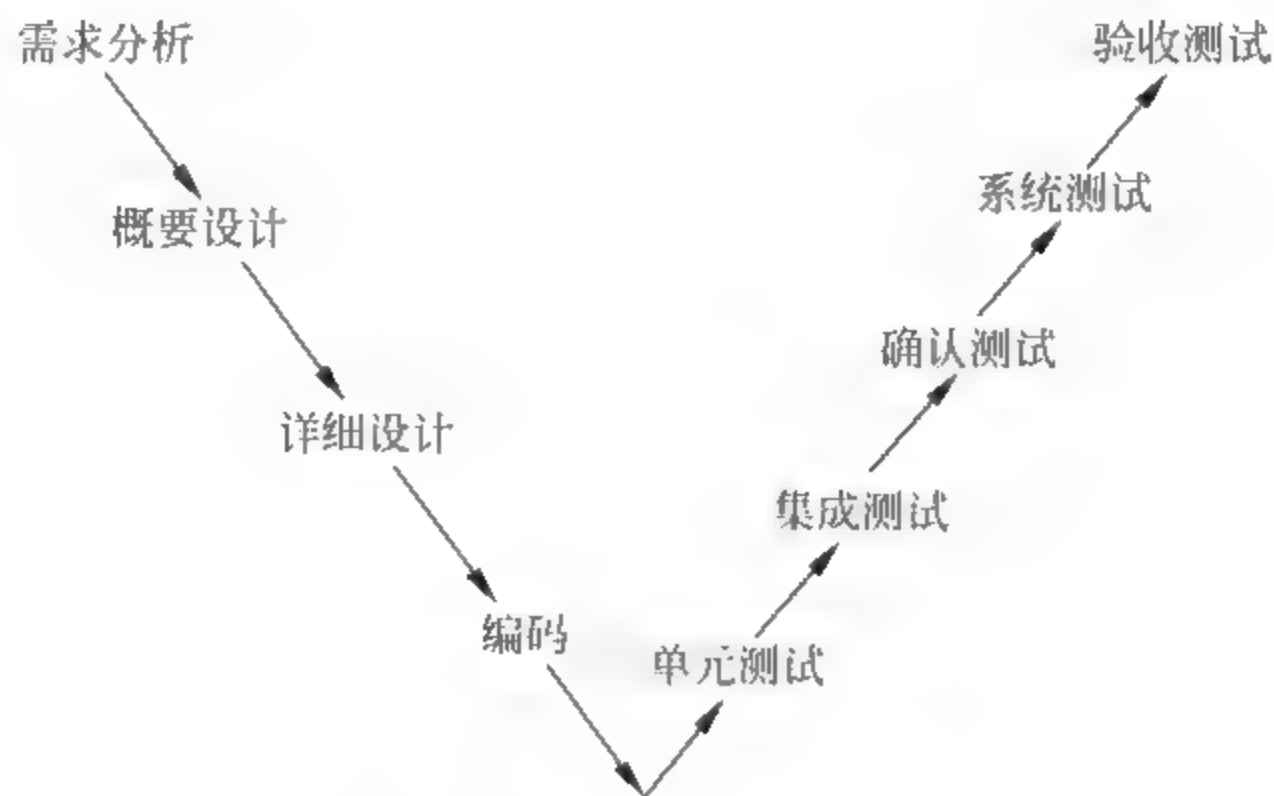 需求分析
验收测试
系统测试
概要设计
确认测试
详细设计
集成测试
编码
单元测试